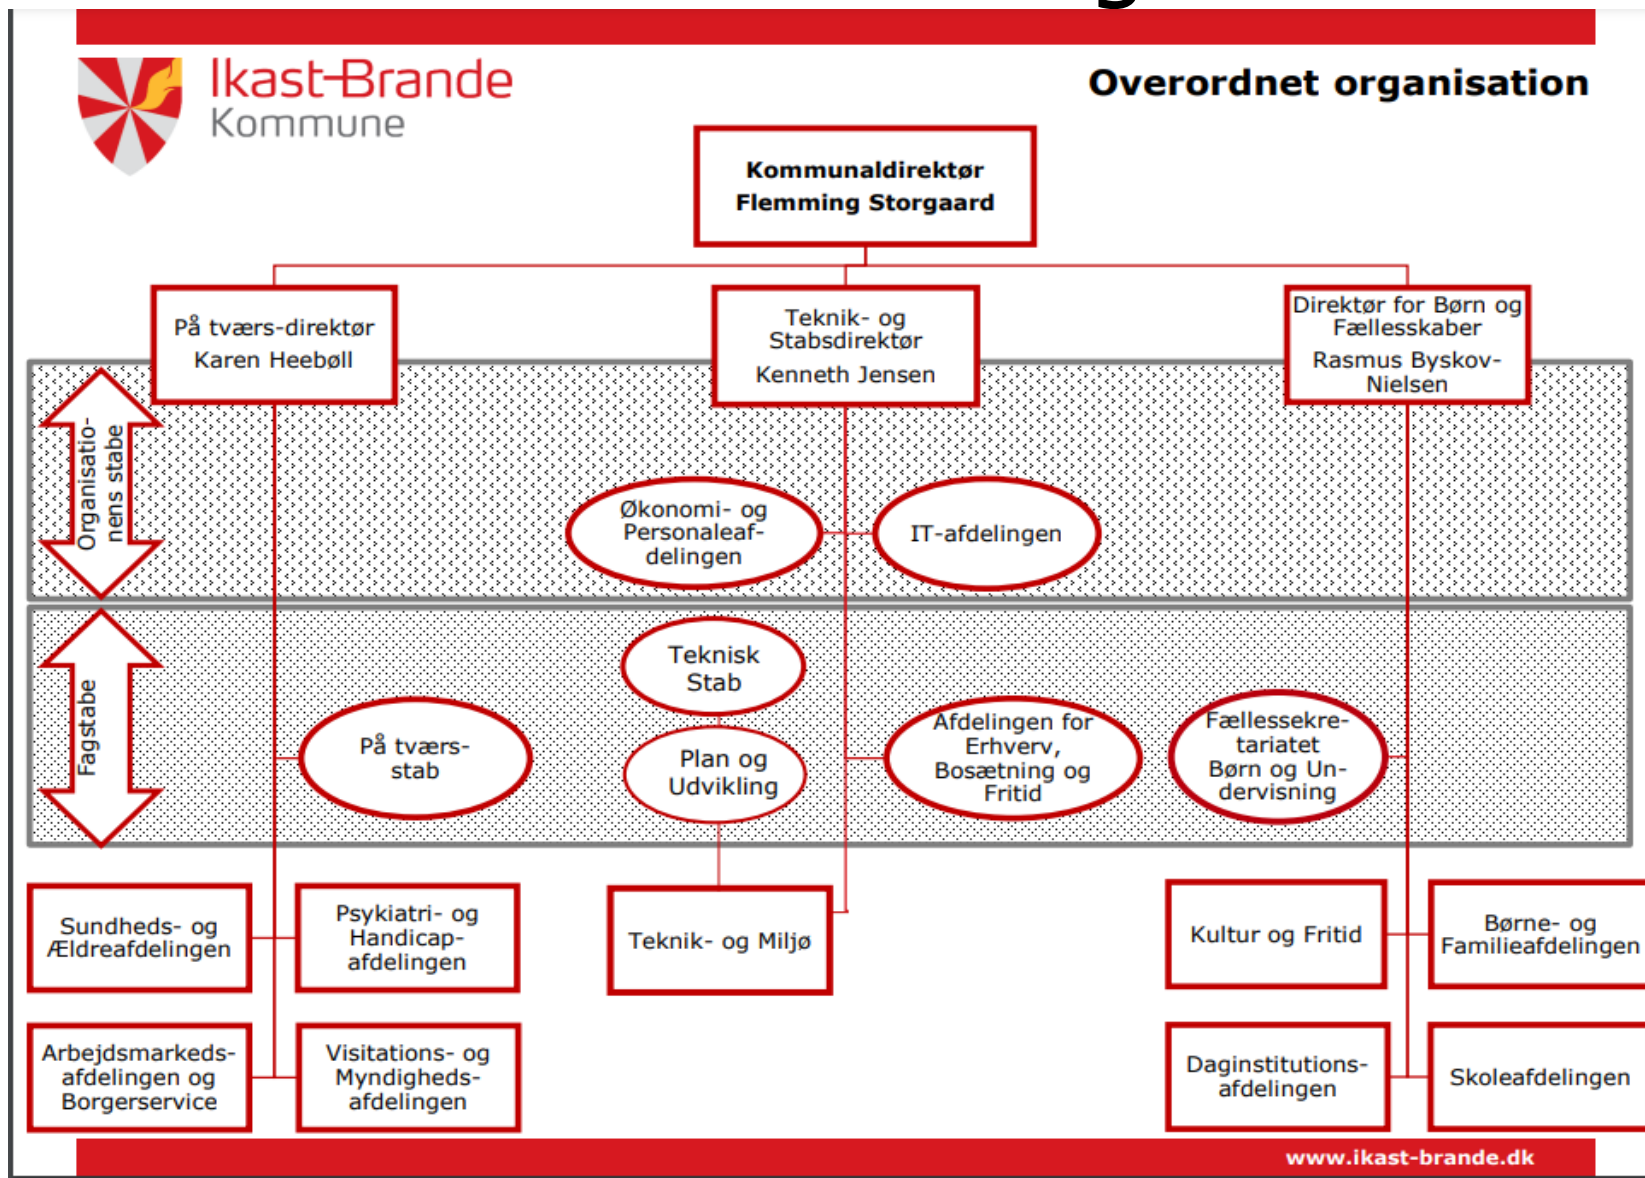 Ikast-Brande
Kommune
Overordnet organisation
Kommunaldirektør
Flemming Storgaard
På tværs-direktør
Karen Heebøll
Teknik- og
Stabsdirektør
Kenneth Jensen
Direktør for Børn og
Fællesskaber
Rasmus Byskov-
Nielsen
Organisatio-
nens stabe
Økonomi- og
Personaleaf-
delingen
IT-afdelingen
Fagstabe
På tværs-
stab
Teknisk
Stab
Plan og
Udvikling
Afdelingen for
Erhverv,
Bosætning og
Fritid
Fællessekre-
tariatet
Børn og Un-
dervisning
Sundheds- og
Ældreafdelingen
Psykiatri- og
Handicap-
afdelingen
Teknik- og Miljø
Kultur og Fritid
Børne- og
Familieafdelingen
Arbejdsmarkeds-
afdelingen og
Borgerservice
Visitations- og
Myndigheds-
afdelingen
Daginstitutions-
afdelingen
Skoleafdelingen
www.ikast-brande.dk